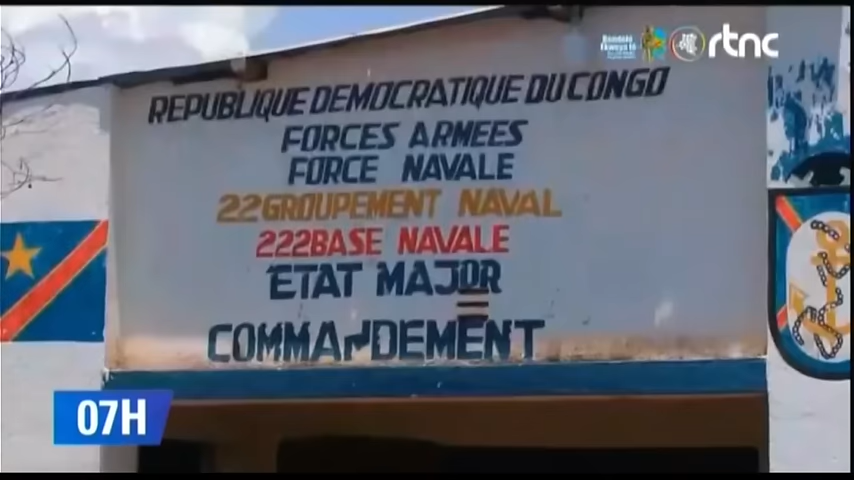 rtnc
REPUBLIQUE DEMOCRATIQUE DU CONGO
FORCES ARMEES
FORCE NAVALE
22GROUPEMENT NAVAL
222BASE NAVALE
ETAT MAJOR
COMMANDEMENT
07H